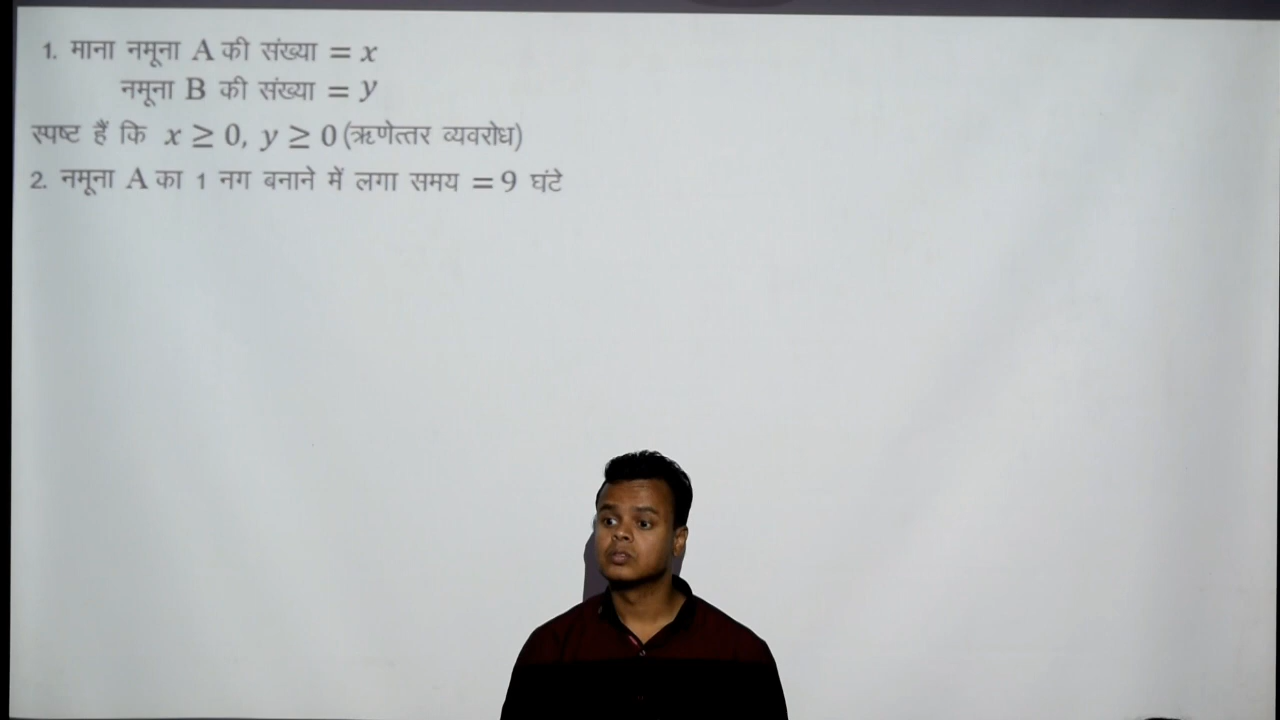 1. माना नमूना A की संख्या = x
नमूना B की संख्या = y
स्पष्ट हैं कि x ≥ 0, y ≥ 0 (ऋणेत्तर व्यवरोध)
2. नमूना A का 1 नग बनाने में लगा समय = 9 घंटे